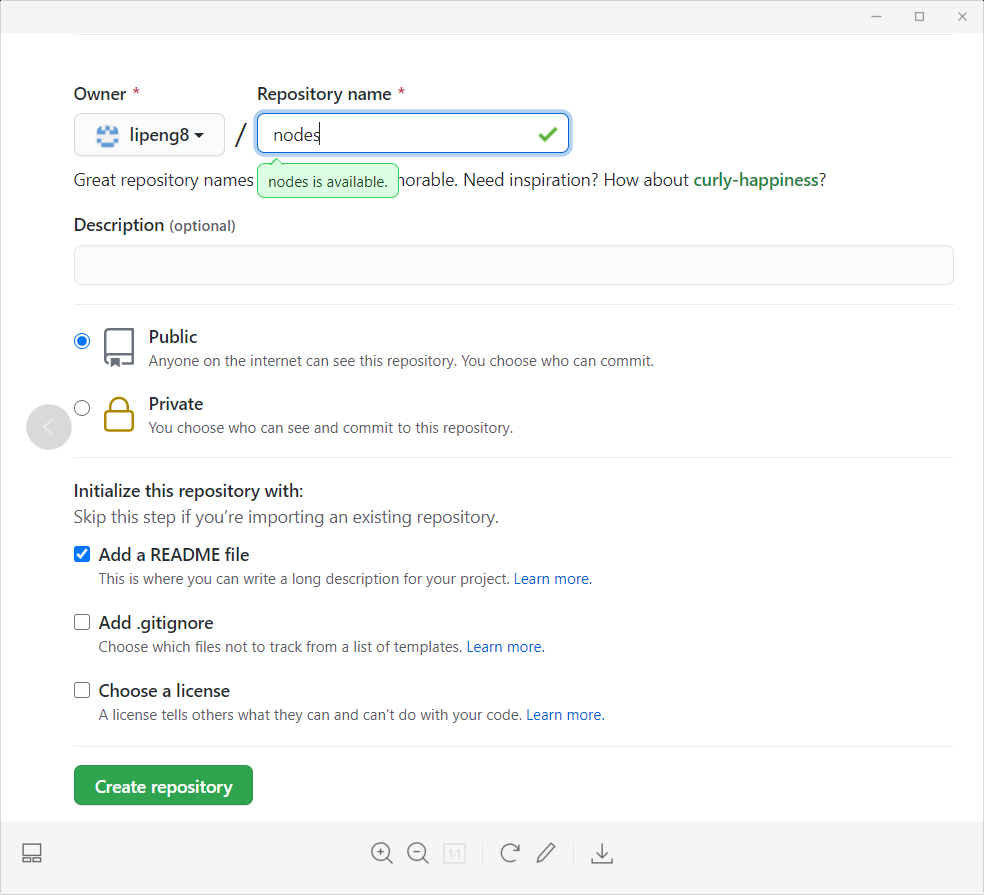 Owner * Repository name *
lipeng8 / nodes
Great repository names norable. Need inspiration? How about curly-happiness?
nodes is available.
Description (optional)
Public
Anyone on the internet can see this repository. You choose who can commit.
Private
You choose who can see and commit to this repository.
Initialize this repository with:
Skip this step if you’re importing an existing repository.
Add a README file
This is where you can write a long description for your project. Learn more.
Add .gitignore
Choose which files not to track from a list of templates. Learn more.
Choose a license
A license tells others what they can and can't do with your code. Learn more.
Create repository
1:1